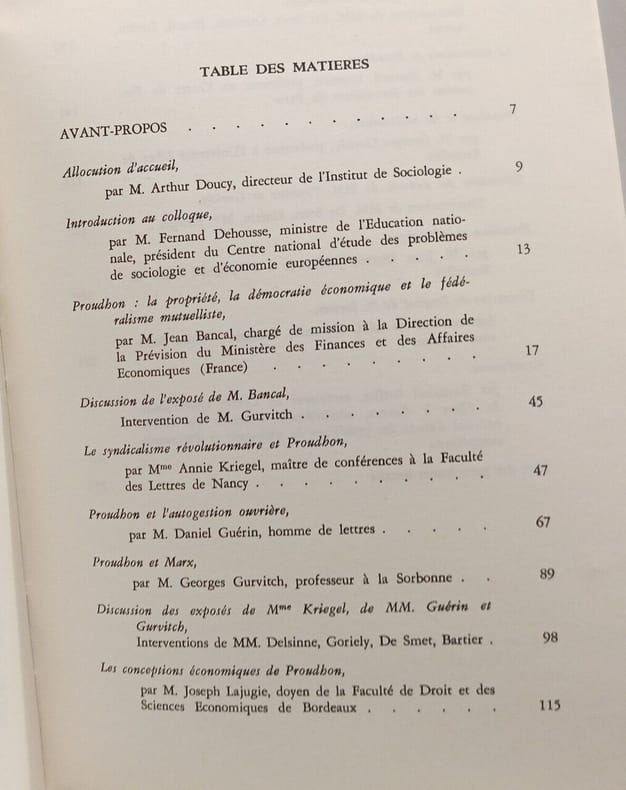 TABLE DES MATIERES
AVANT-PROPOS . . . . . . . . . . . . 7
Allocution d'accueil,
par M. Arthur Doucy, directeur de l'Institut de Sociologie . 9
Introduction au colloque,
par M. Fernand Dehousse, ministre de l'Education natio-
nale, président du Centre national d'étude des problèmes
de sociologie et d'économie européennes . . . . . 13
Proudhon : la propriété, la démocratie économique et le fédé-
ralisme mutuelliste,
par M. Jean Bancal, chargé de mission à la Direction de
la Prévision du Ministère des Finances et des Affaires
Economiques (France) . . . . . . . . 17
Discussion de l'exposé de M. Bancal,
Intervention de M. Gurvitch . . . . . . . 45
Le syndicalisme révolutionnaire et Proudhon,
par Mme Annie Kriegel, maître de conférences à la Faculté
des Lettres de Nancy . . . . . . . . . 47
Proudhon et l'autogestion ouvrière,
par M. Daniel Guérin, homme de lettres . . . . . 67
Proudhon et Marx,
par M. Georges Gurvitch, professeur à la Sorbonne . . 89
Discussion des exposés de Mme Kriegel, de MM. Guérin et
Gurvitch,
Interventions de MM. Delsinne, Goriely, De Smet, Bartier . 98
Les conceptions économiques de Proudhon,
par M. Joseph Lajugie, doyen de la Faculté de Droit et des
Sciences Economiques de Bordeaux . . . . . . 115